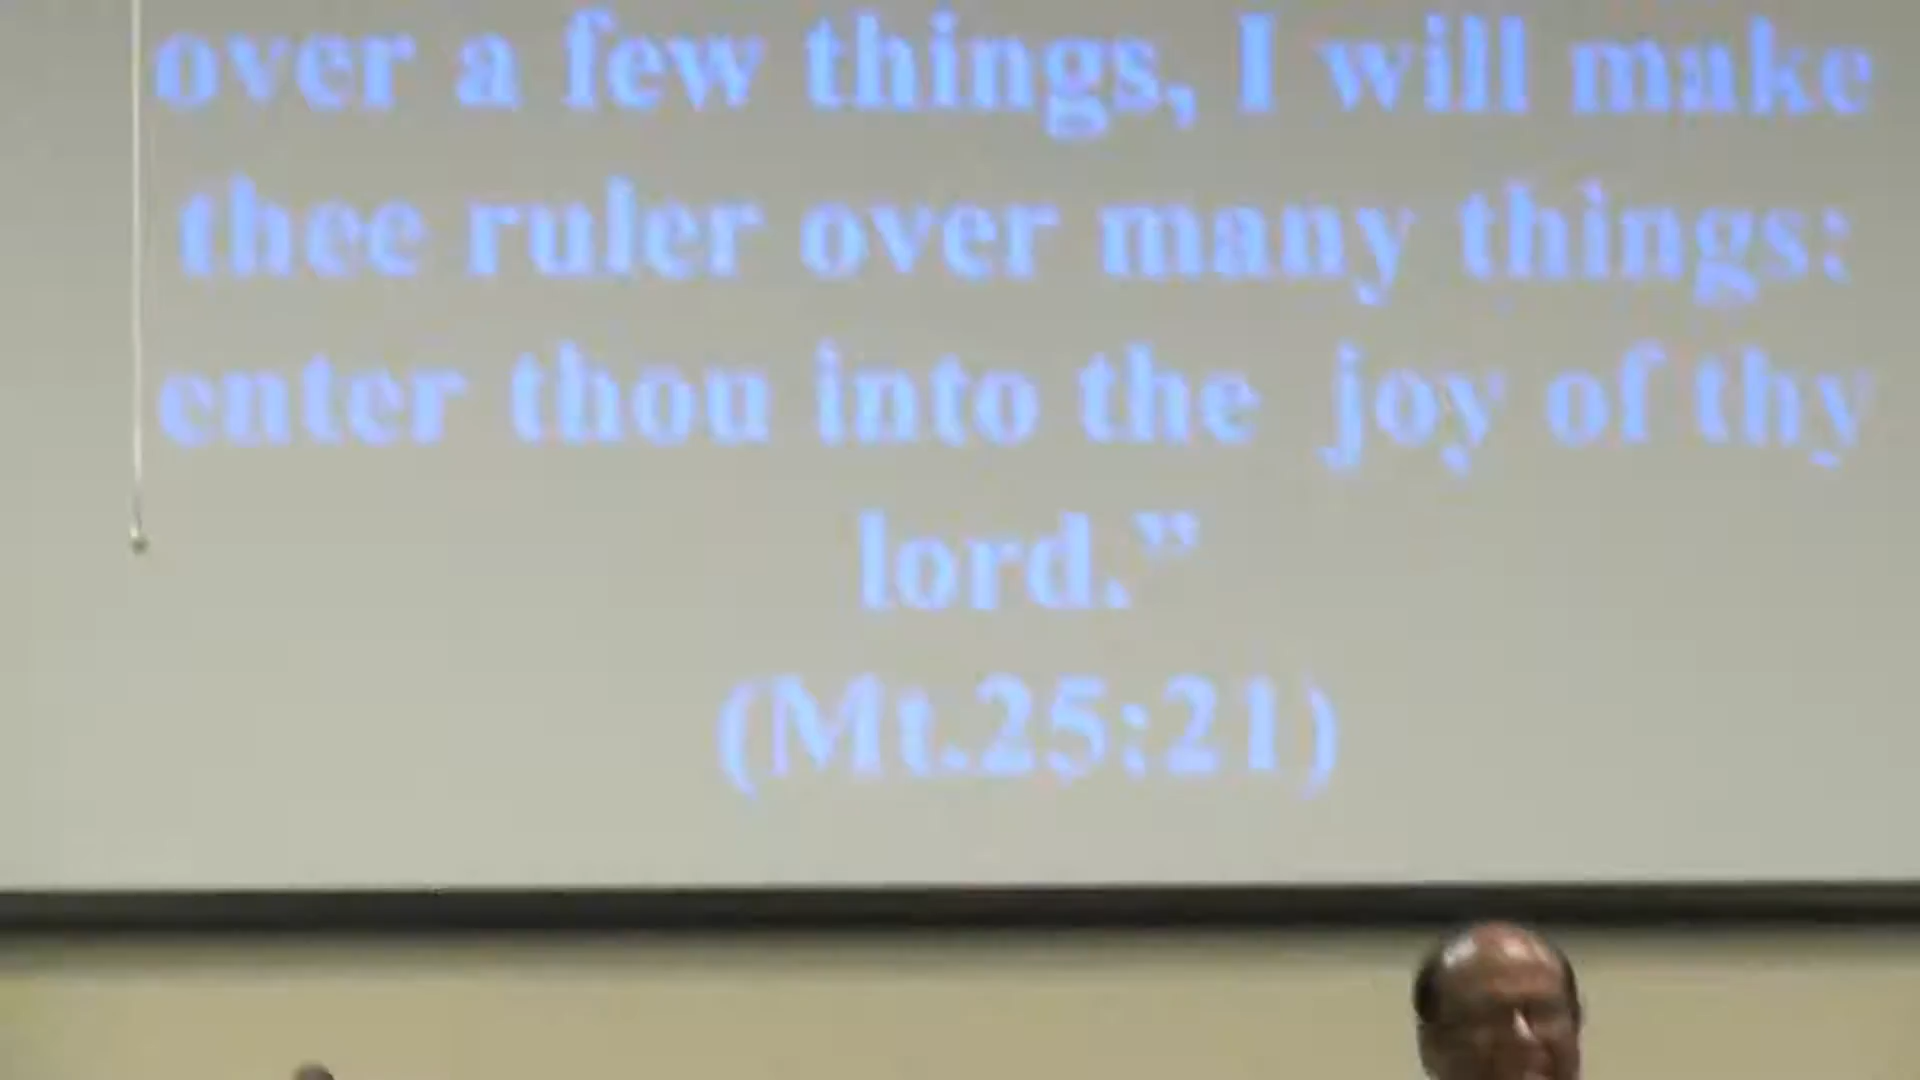 over a few things, I will make
thee ruler over many things:
enter thou into the joy of thy
lord.”
(Mt.25:21)